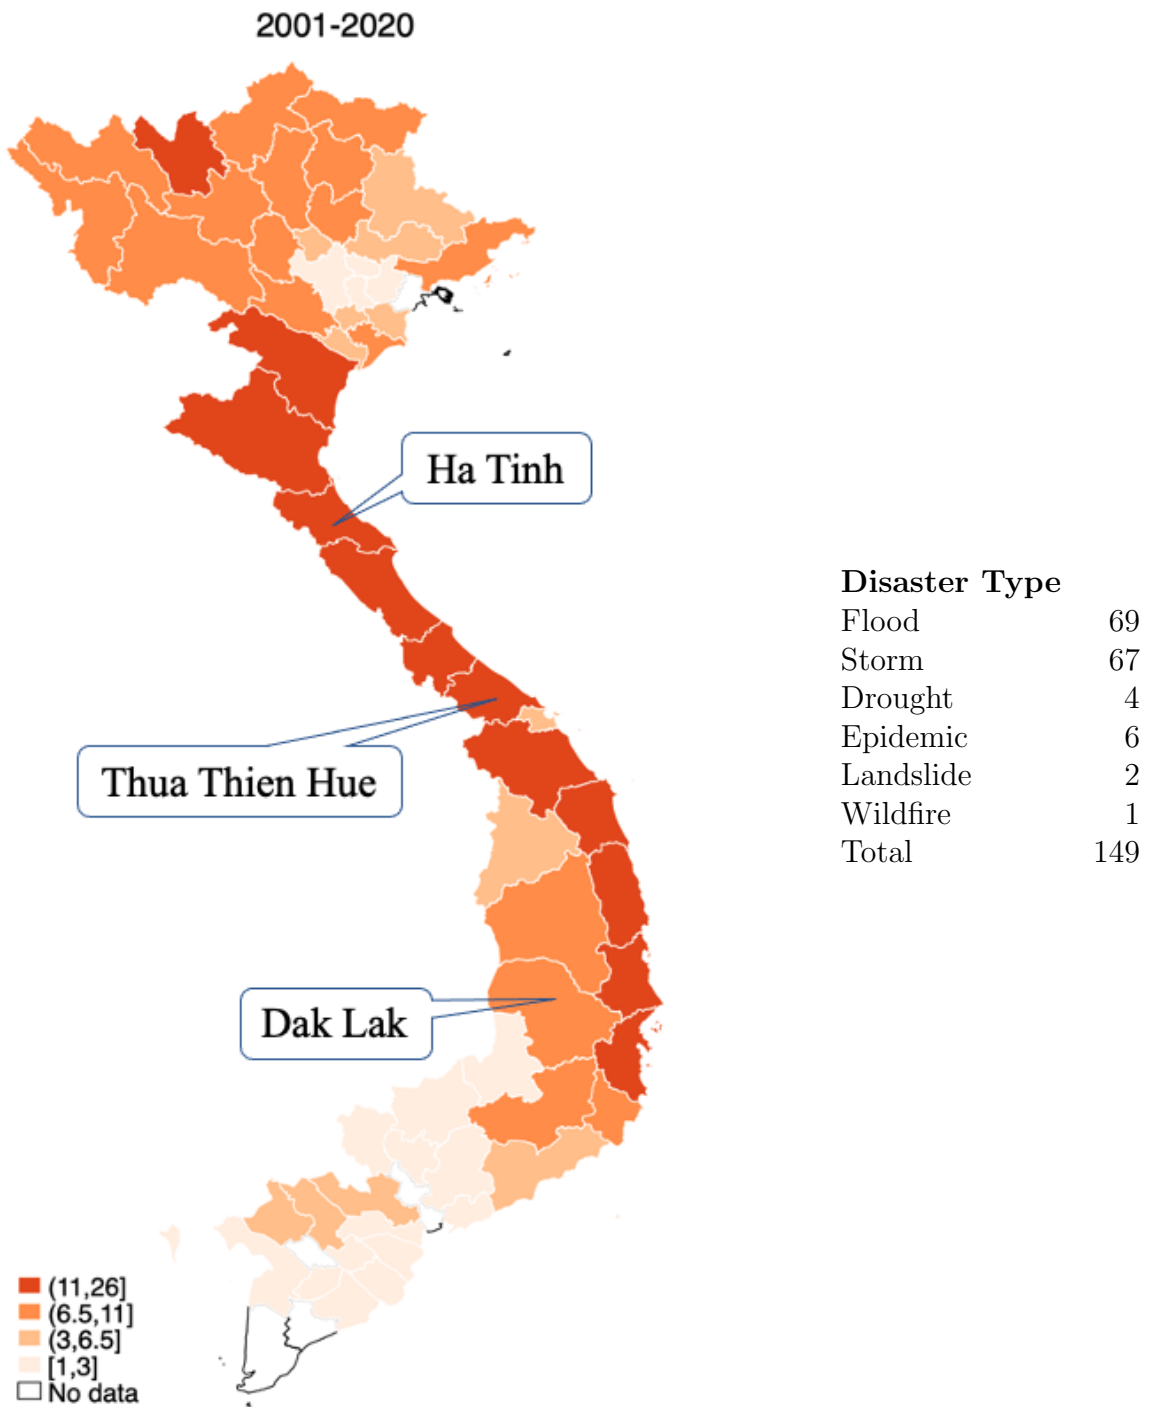 2001-2020
Ha Tinh
Thua Thien Hue
Dak Lak
(11,26]
(6.5,11]
(3,6.5]
[1,3]
No data
Disaster Type
Flood 69
Storm 67
Drought 4
Epidemic 6
Landslide 2
Wildfire 1
Total 149